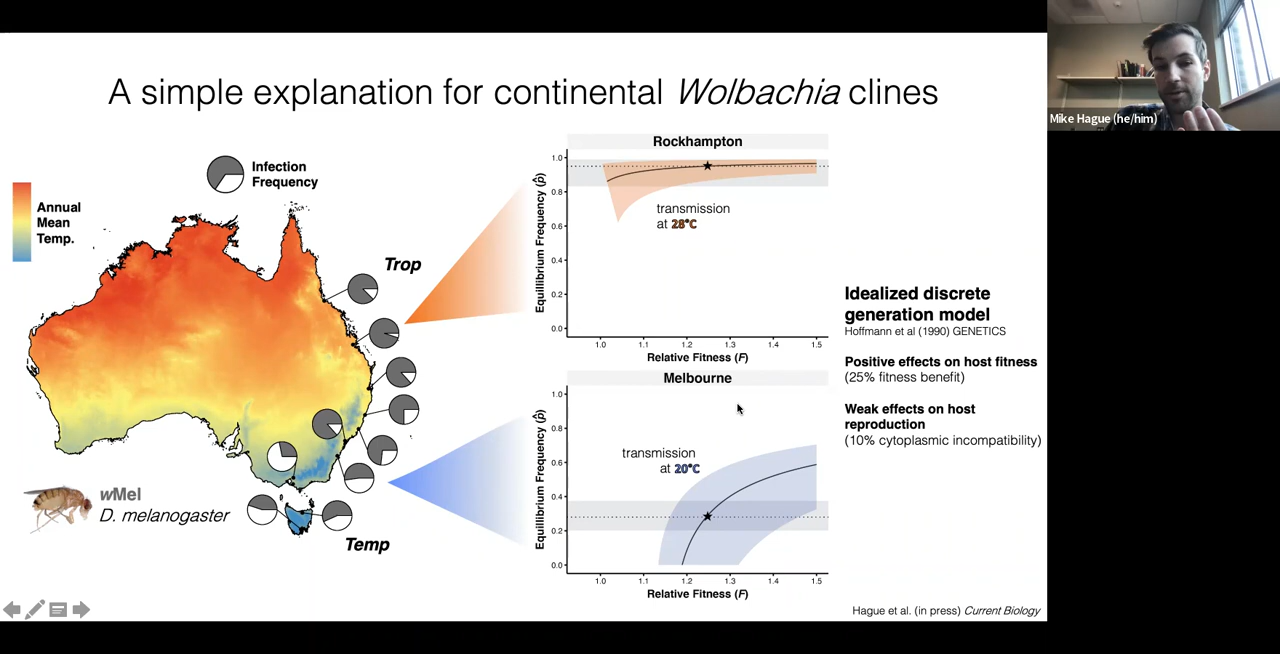 A simple explanation for continental Wolbachia clines
Infection
Frequency
Annual
Mean
Temp.
Trop
Temp
wMel
D. melanogaster
Rockhampton
Equillibrium Frequency (p̂)
1.0
0.8
0.6
0.4
0.2
0.0
transmission
at 28°C
1.0 1.1 1.2 1.3 1.4 1.5
Relative Fitness (F)
Melbourne
Equillibrium Frequency (p̂)
1.0
0.8
0.6
0.4
0.2
0.0
transmission
at 20°C
1.0 1.1 1.2 1.3 1.4 1.5
Relative Fitness (F)
Idealized discrete
generation model
Hoffmann et al (1990) GENETICS
Positive effects on host fitness
(25% fitness benefit)
Weak effects on host
reproduction
(10% cytoplasmic incompatibility)
Hague et al. (in press) Current Biology
Mike Hague (he/him)